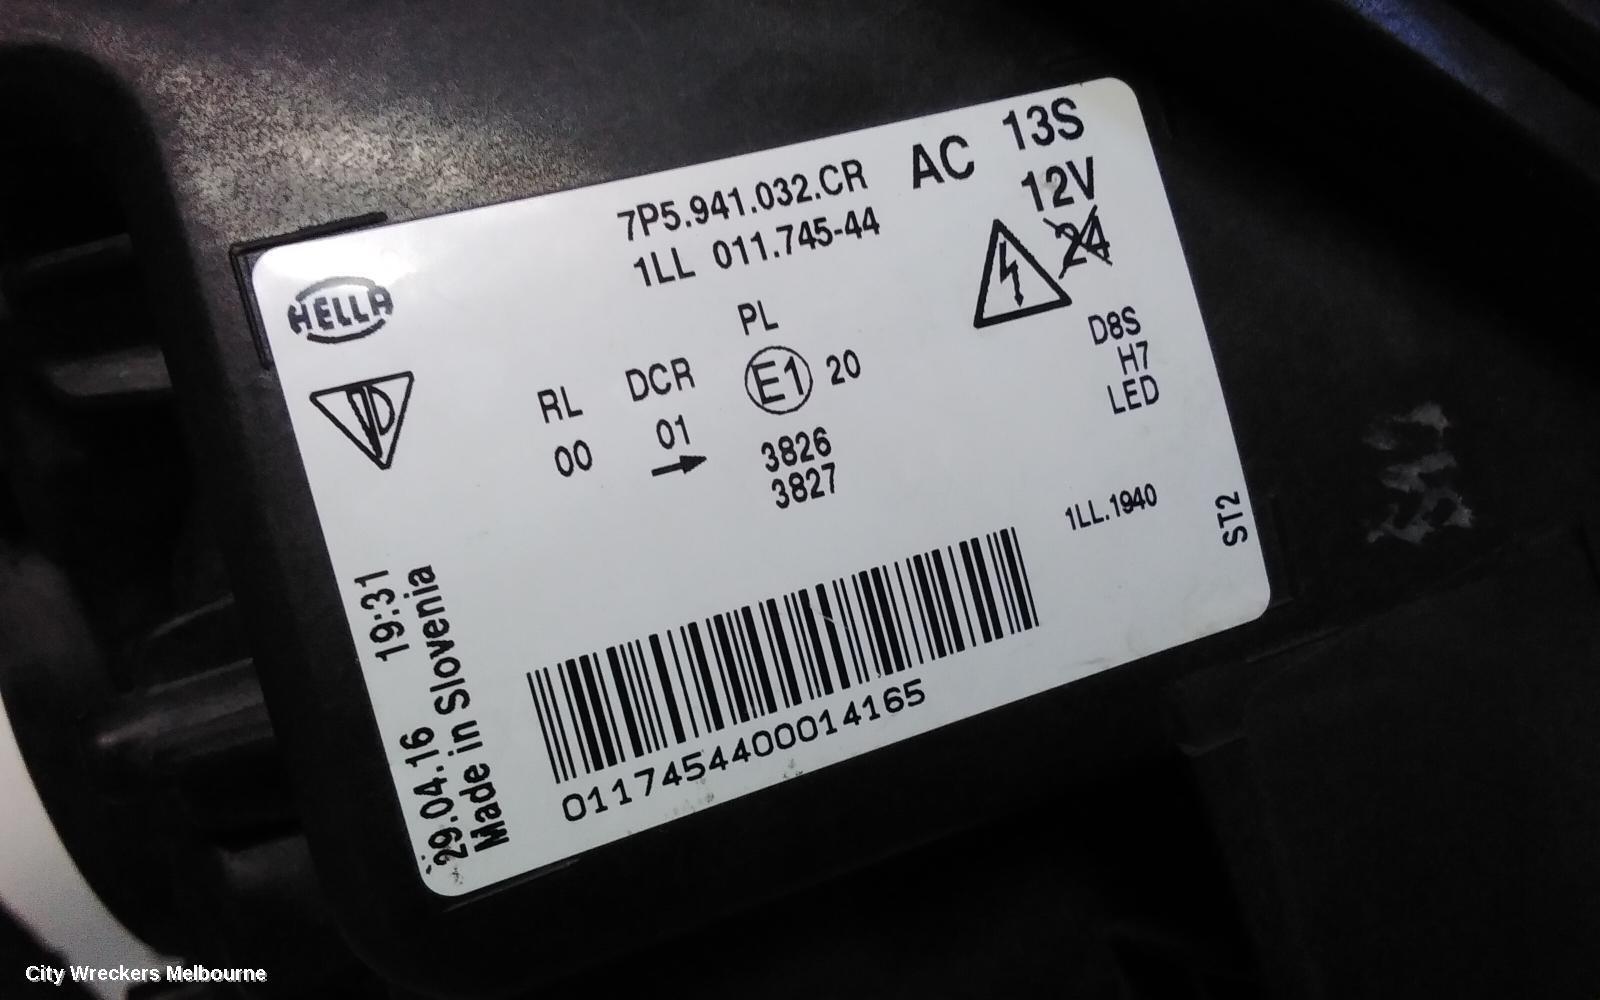 7P5.941.032.CR
1LL 011.745-44
AC 13S
12V
24
HELLA
PL
RL DCR E1 20
00 01
3826
3827
D8S
H7
LED
1LL.1940
ST2
29.04.16 19:31
Made in Slovenia
011745440001​4165
City Wreckers Melbourne